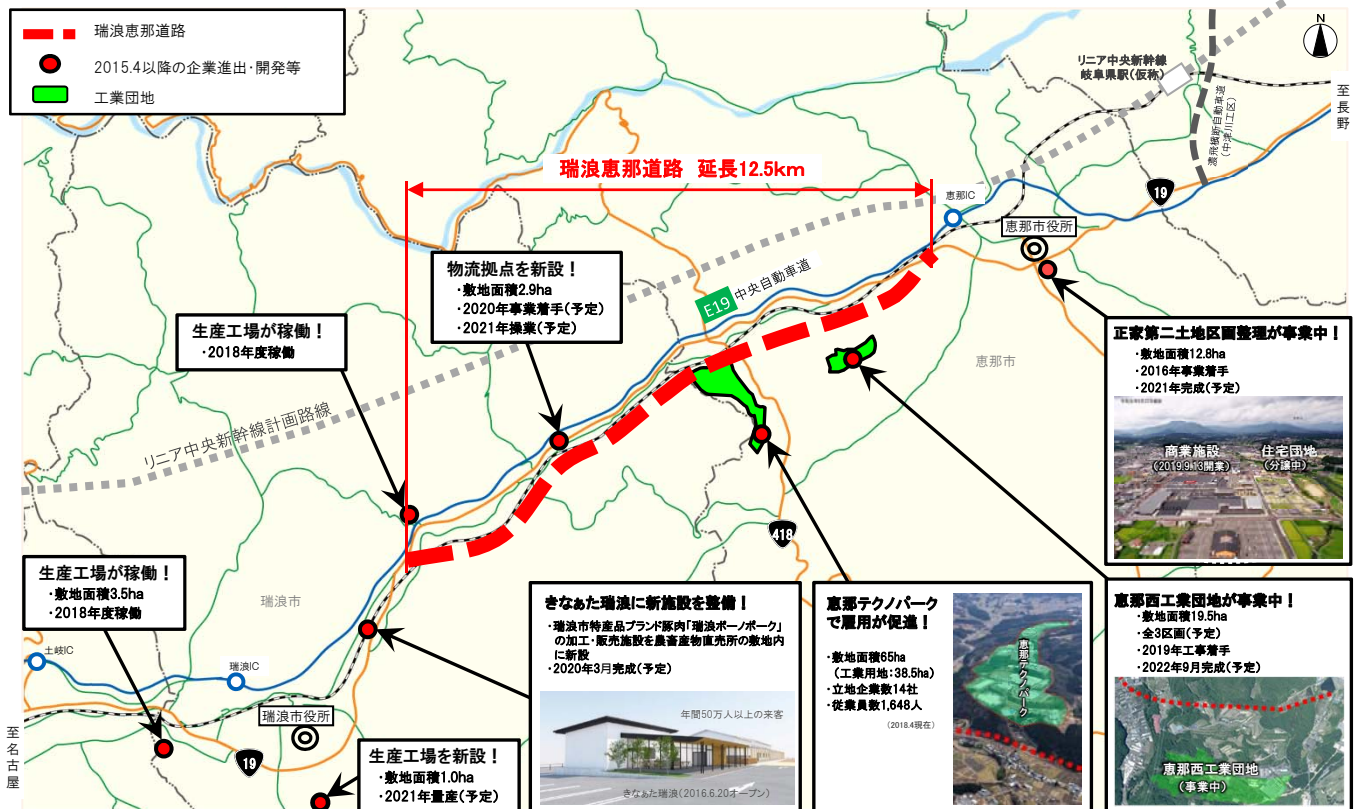 瑞浪恵那道路
2015.4以降の企業進出・開発等
工業団地
N
リニア中央新幹線
岐阜県駅(仮称)
濃飛横断自動車道
(中津川工区)
至長野
瑞浪恵那道路 延長12.5km
恵那IC
19
恵那市役所
物流拠点を新設！
・敷地面積2.9ha
・2020年事業着手(予定)
・2021年操業(予定)
E19 中央自動車道
生産工場が稼働！
・2018年度稼働
恵那市
正家第二土地区画整理が事業中！
・敷地面積12.8ha
・2016年事業着手
・2021年完成(予定)
商業施設
(2019.9.13開業)
住宅団地
(分譲中)
リニア中央新幹線計画路線
418
生産工場が稼働！
・敷地面積3.5ha
・2018年度稼働
瑞浪市
土岐IC
瑞浪IC
瑞浪市役所
至名古屋
19
生産工場を新設！
・敷地面積1.0ha
・2021年量産(予定)
きなぁた瑞浪に新施設を整備！
・瑞浪市特産品ブランド豚肉「瑞浪ボーノポーク」
の加工・販売施設を農畜産物直売所の敷地内
に新設
・2020年3月完成(予定)
年間50万人以上の来客
きなぁた瑞浪(2016.6.20オープン)
恵那テクノパーク
で雇用が促進！
・敷地面積65ha
(工業用地:38.5ha)
・立地企業数14社
・従業員数1,648人
(2018.4現在)
恵那テクノパーク
恵那西工業団地が事業中！
・敷地面積19.5ha
・全3区画(予定)
・2019年工事着手
・2022年9月完成(予定)
恵那西工業団地
(事業中)